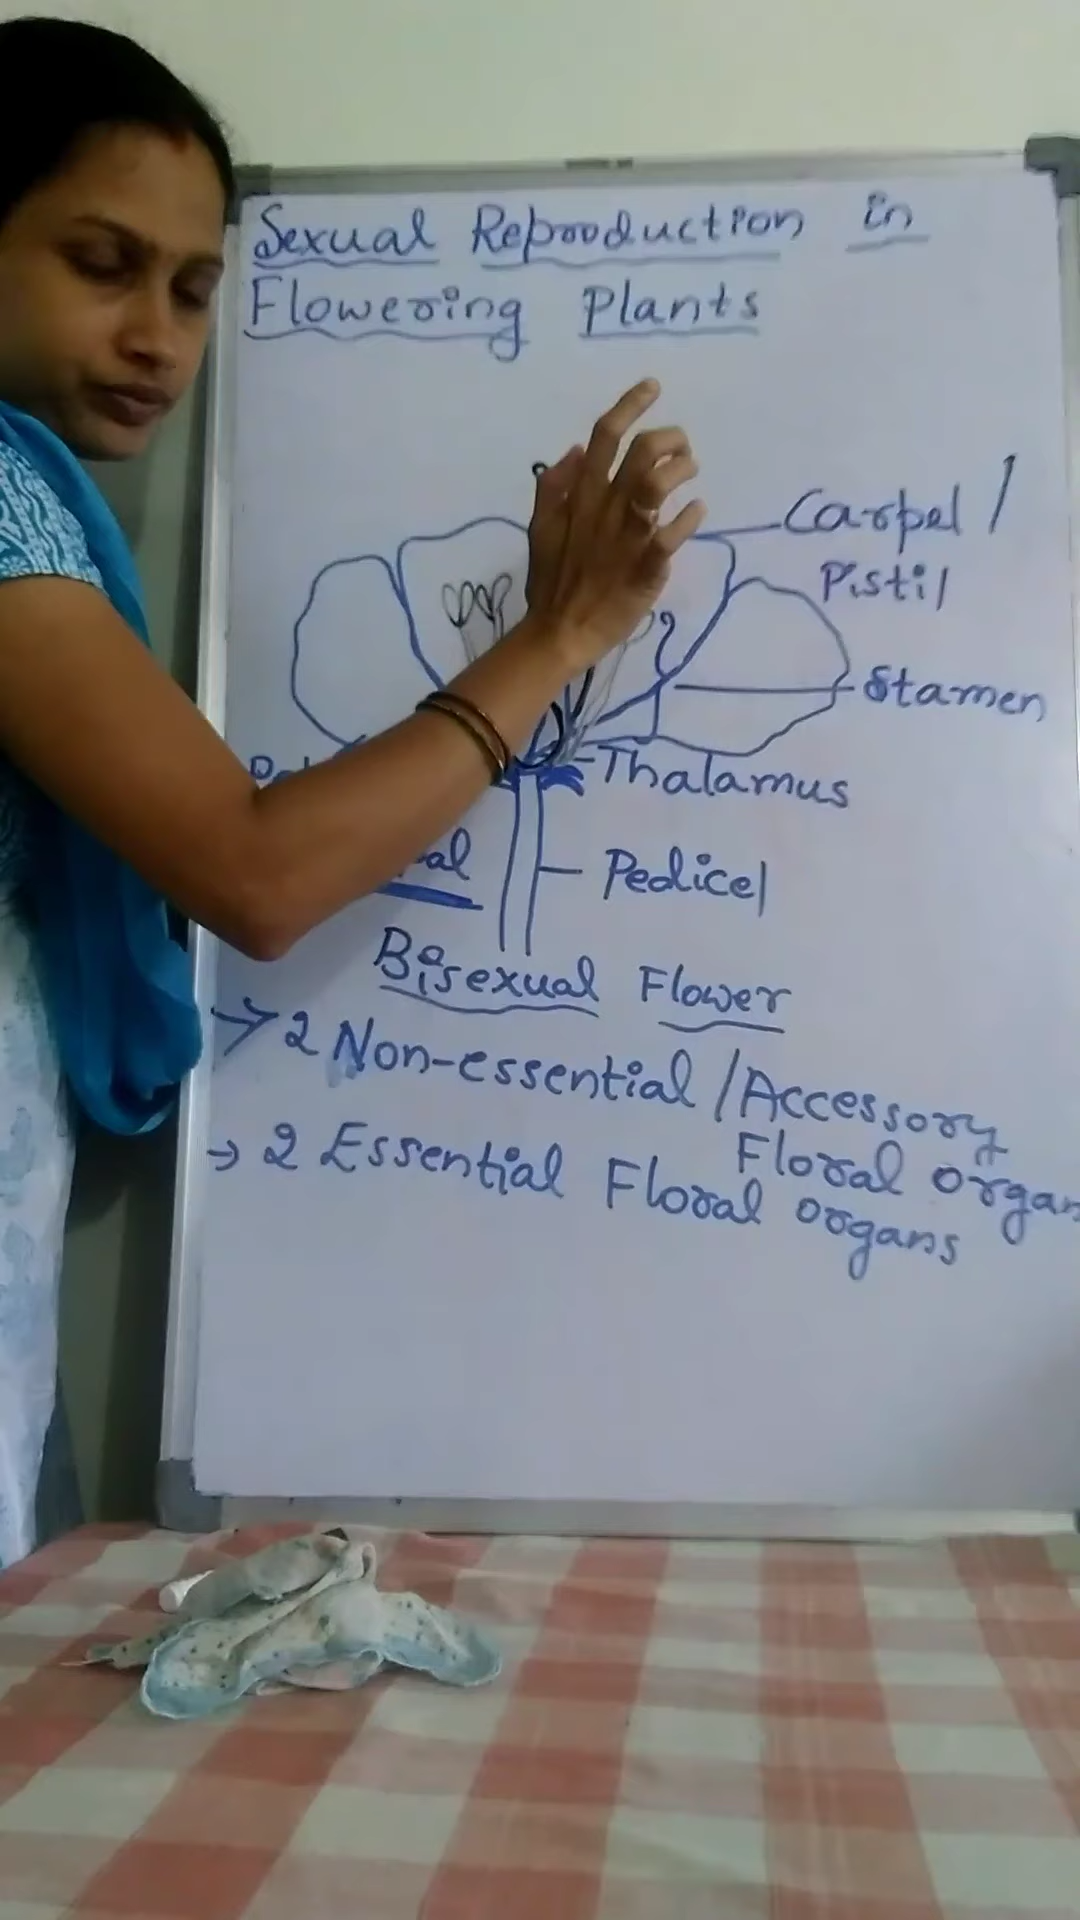 Sexual Reproduction in
Flowering Plants
Carpel /
Pistil
Stamen
Thalamus
Pedicel
Bisexual Flower
> 2 Non-essential / Accessory
Floral organ
→ 2 Essential Floral organs